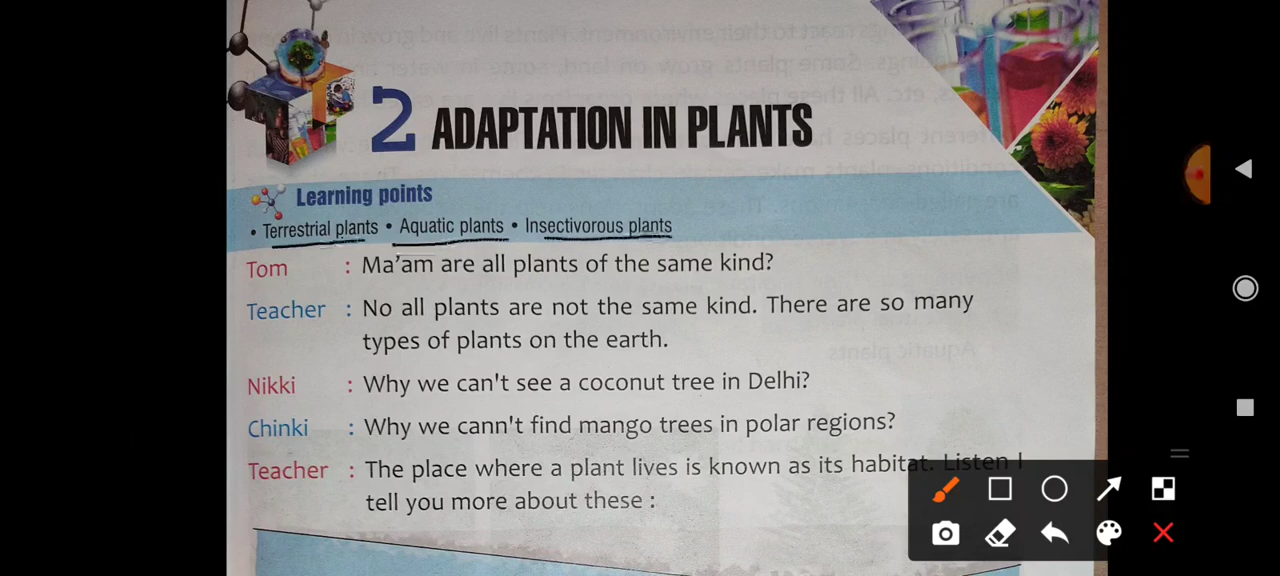 2 ADAPTATION IN PLANTS
Learning points
• Terrestrial plants • Aquatic plants • Insectivorous plants
Tom : Ma'am are all plants of the same kind?
Teacher : No all plants are not the same kind. There are so many
types of plants on the earth.
Nikki : Why we can't see a coconut tree in Delhi?
Chinki : Why we cann't find mango trees in polar regions?
Teacher : The place where a plant lives is known as its habitat. Listen I
tell you more about these :